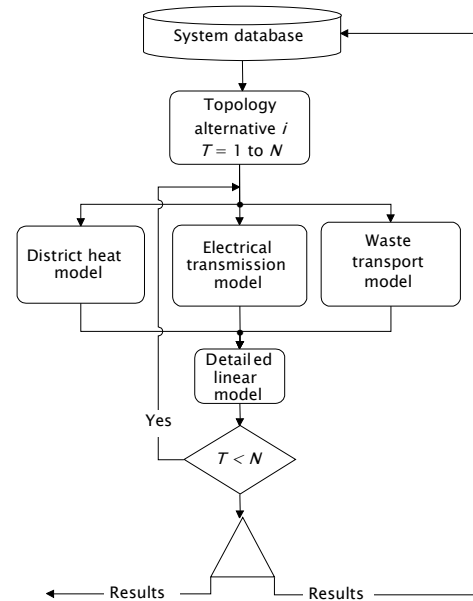 System database
Topology
alternative i
T = 1 to N
District heat
model
Electrical
transmission
model
Waste
transport
model
Detailed
linear
model
Yes
T < N
Results
Results